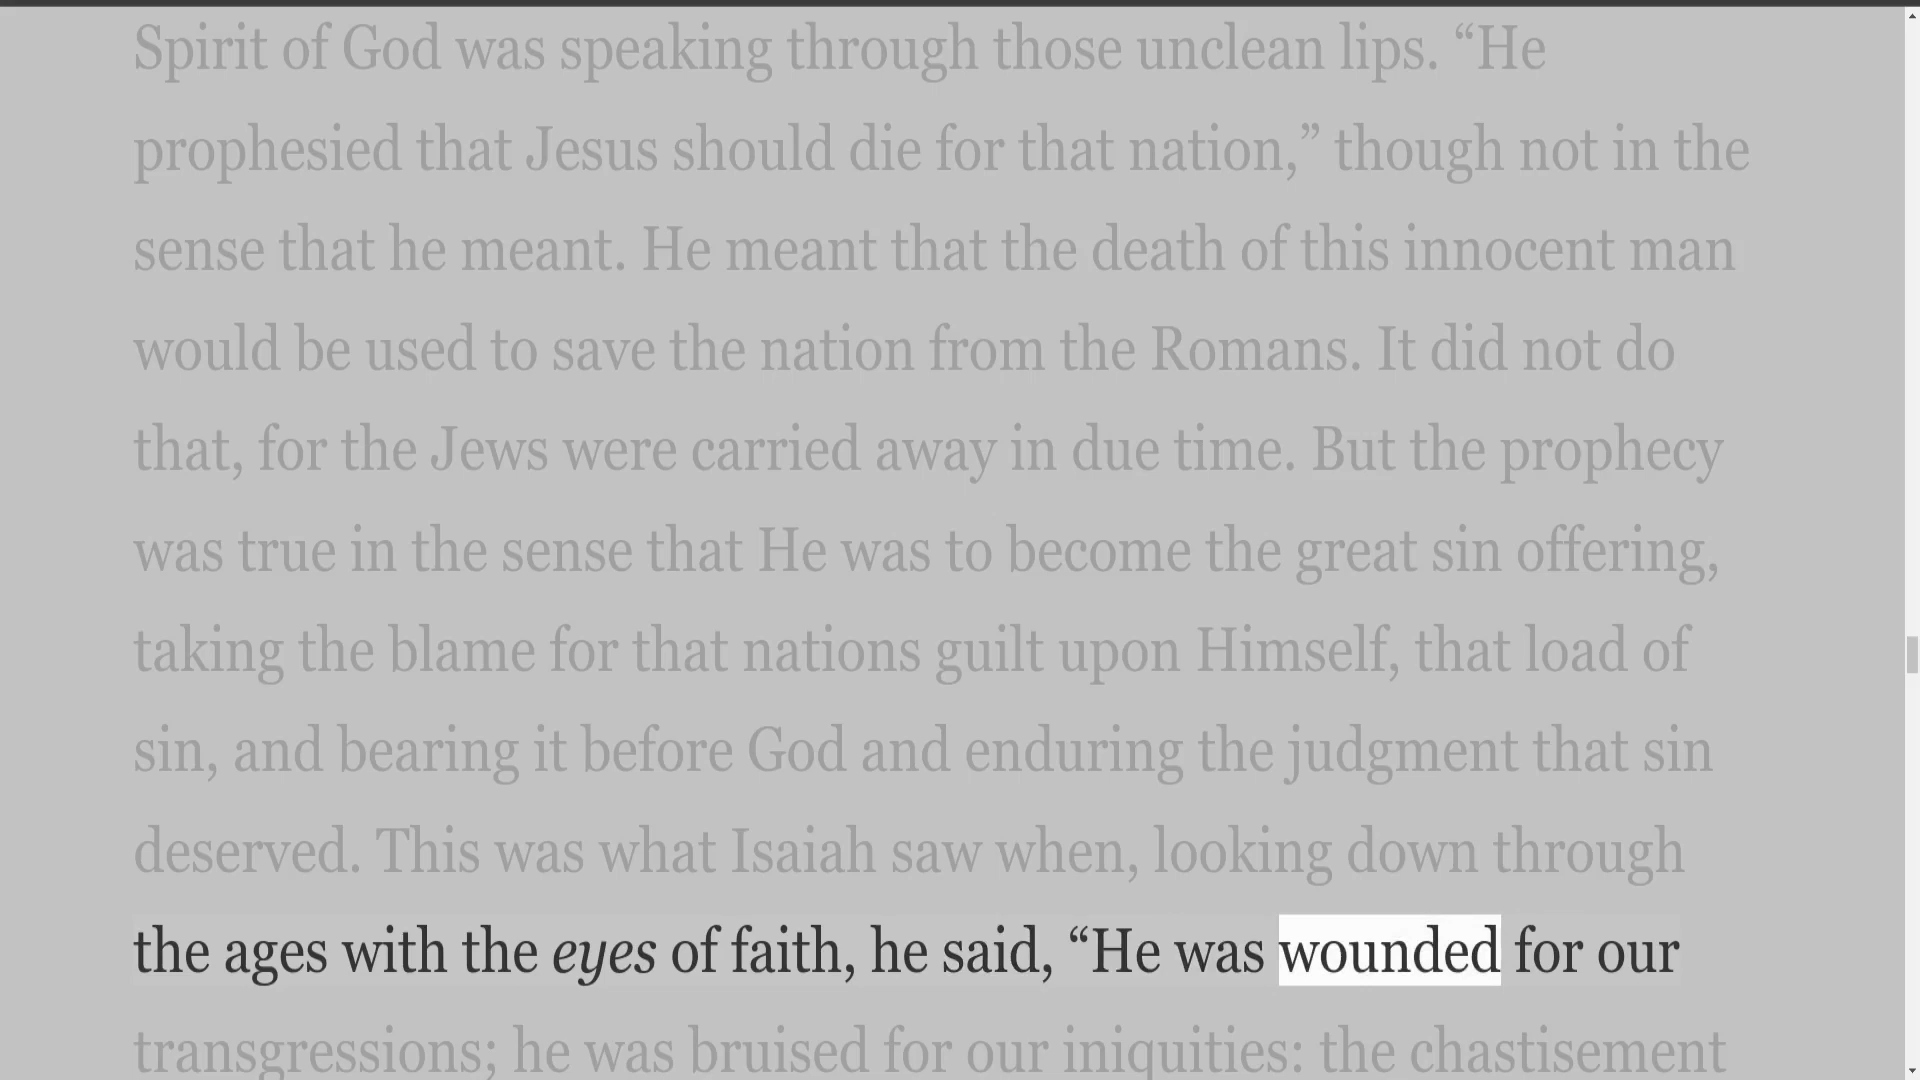 Spirit of God was speaking through those unclean lips. “He
prophesied that Jesus should die for that nation,” though not in the
sense that he meant. He meant that the death of this innocent man
would be used to save the nation from the Romans. It did not do
that, for the Jews were carried away in due time. But the prophecy
was true in the sense that He was to become the great sin offering,
taking the blame for that nations guilt upon Himself, that load of
sin, and bearing it before God and enduring the judgment that sin
deserved. This was what Isaiah saw when, looking down through
the ages with the eyes of faith, he said, “He was wounded for our
transgressions; he was bruised for our iniquities: the chastisement